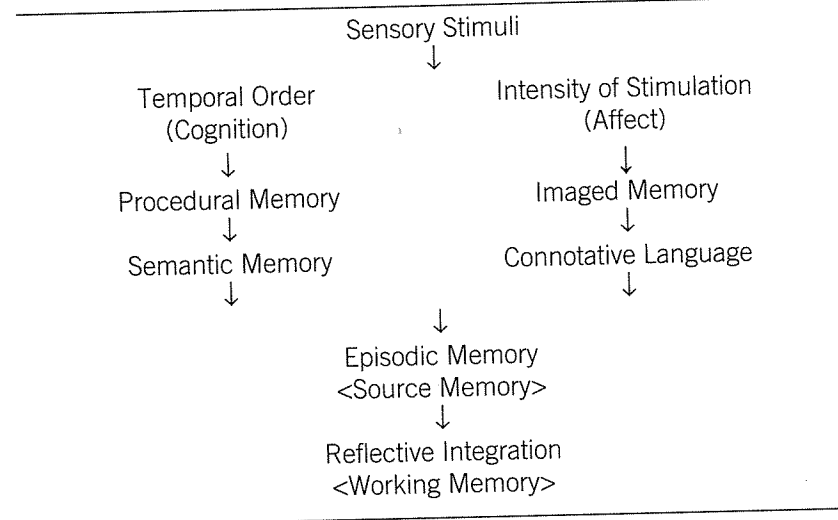 Sensory Stimuli
↓
Temporal Order
(Cognition)
↓
Procedural Memory
↓
Semantic Memory
↓
Intensity of Stimulation
(Affect)
↓
Imaged Memory
↓
Connotative Language
↓
↓
Episodic Memory
<Source Memory>
↓
Reflective Integration
<Working Memory>